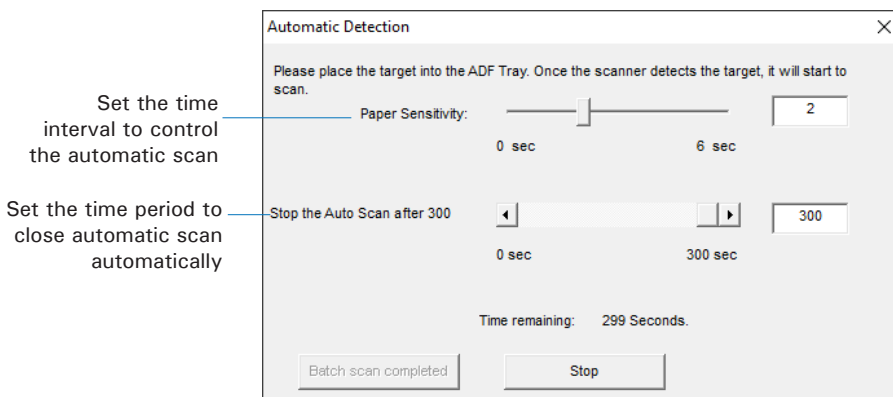 Automatic Detection
Please place the target into the ADF Tray. Once the scanner detects the target, it will start to
scan.
Set the time
interval to control
the automatic scan
Paper Sensitivity:
2
0 sec
6 sec
Set the time period to
close automatic scan
automatically
Stop the Auto Scan after 300
300
0 sec
300 sec
Time remaining: 299 Seconds.
Batch scan completed
Stop